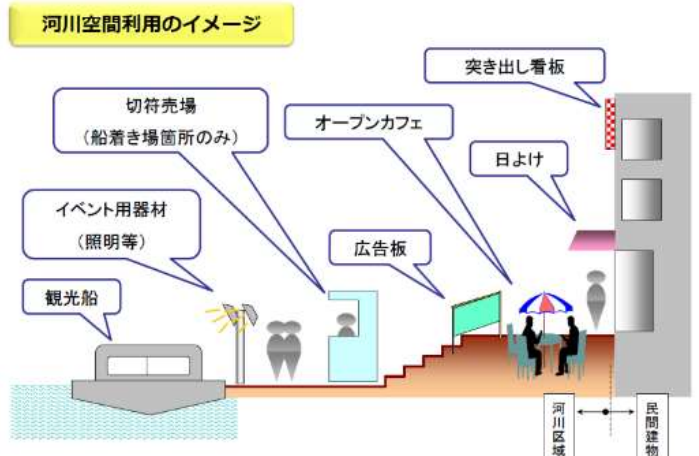 河川空間利用のイメージ
突き出し看板
切符売場
（船着き場箇所のみ）
オープンカフェ
日よけ
イベント用器材
（照明等）
広告板
観光船
河川区域
民間建物